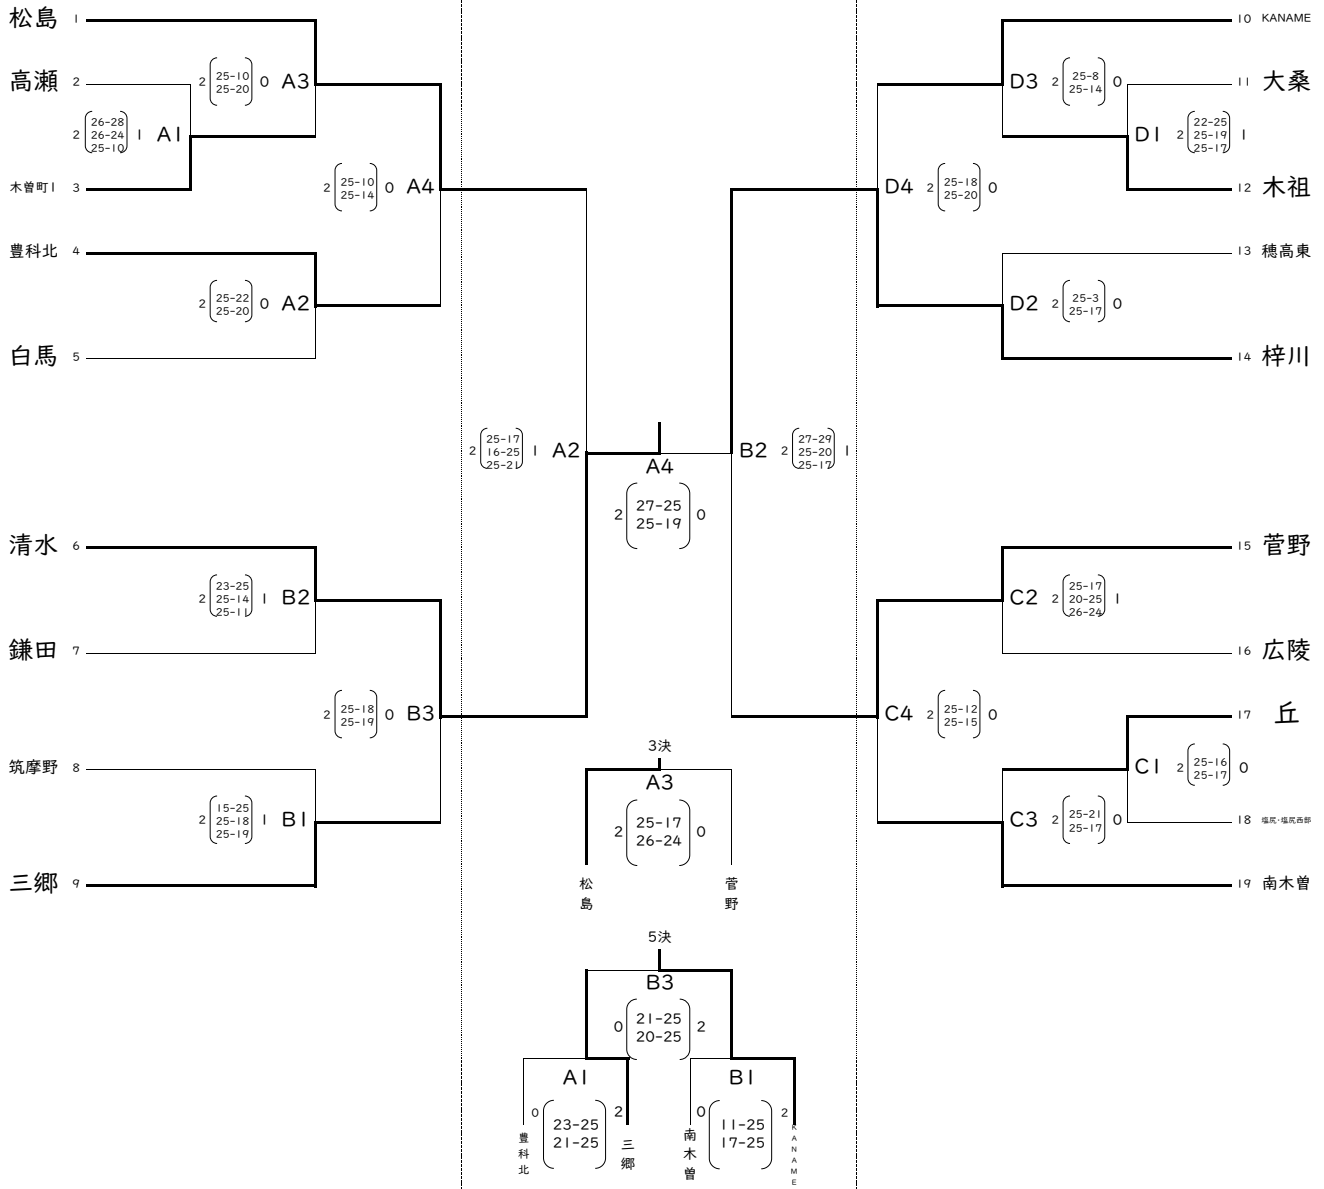 松島 1
高瀬 2
2 25-10 0 A3
25-20
2 26-28 1 A1
26-24
25-10
木曽町1 3
2 25-10 0 A4
25-14
豊科北 4
2 25-22 0 A2
25-20
白馬 5
2 25-17 1 A2
16-25
25-21
清水 6
2 23-25 1 B2
25-14
25-11
鎌田 7
2 25-18 0 B3
25-19
筑摩野 8
2 15-25 1 B1
25-18
25-19
三郷 9
A4
2 27-25 0
25-19
3決
A3
2 25-17 0
26-24
松島
菅野
5決
B3
0 21-25 2
20-25
A1
0 23-25 2
21-25
豊科北
三郷
B1
0 11-25 2
17-25
南木曽
KANAME
10 KANAME
D3 2 25-8 0
25-14
11 大桑
D1 2 22-25 1
25-19
25-17
12 木祖
D4 2 25-18 0
25-20
13 穂高東
D2 2 25-3 0
25-17
14 梓川
B2 2 27-29 1
25-20
25-17
15 菅野
C2 2 25-17 1
20-25
26-24
16 広陵
C4 2 25-12 0
25-15
17 丘
C1 2 25-16 0
25-17
18 塩尻・塩尻西部
C3 2 25-21 0
25-17
19 南木曽